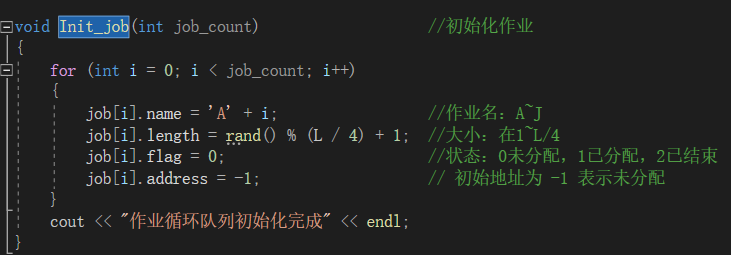 void Init_job(int job_count) //初始化作业
{
for (int i = 0; i < job_count; i++)
{
job[i].name = 'A' + i; //作业名：A~J
job[i].length = rand() % (L / 4) + 1; //大小：在1~L/4
job[i].flag = 0; //状态：0未分配，1已分配，2已结束
job[i].address = -1; // 初始地址为 -1 表示未分配
}
cout << "作业循环队列初始化完成" << endl;
}